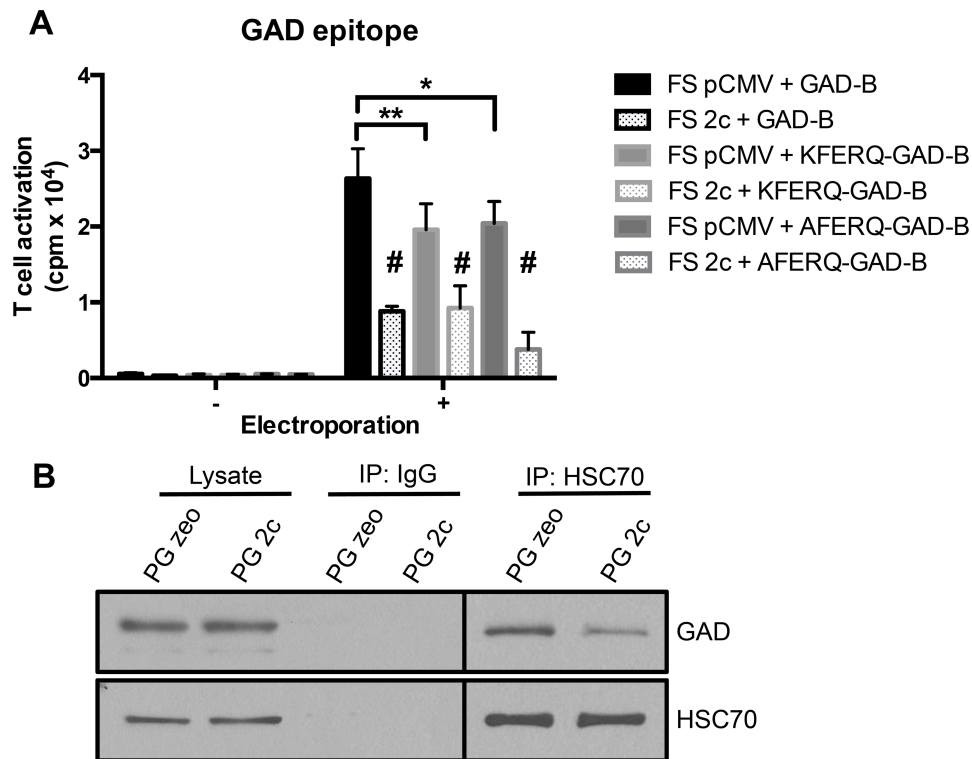 A
GAD epitope
T cell activation
(cpm x 10⁴)
4
3
2
1
0
*
**
# # #
- +
Electroporation
FS pCMV + GAD-B
FS 2c + GAD-B
FS pCMV + KFERQ-GAD-B
FS 2c + KFERQ-GAD-B
FS pCMV + AFERQ-GAD-B
FS 2c + AFERQ-GAD-B
B
Lysate IP: IgG IP: HSC70
PG zeo PG 2c PG zeo PG 2c PG zeo PG 2c
GAD
HSC70